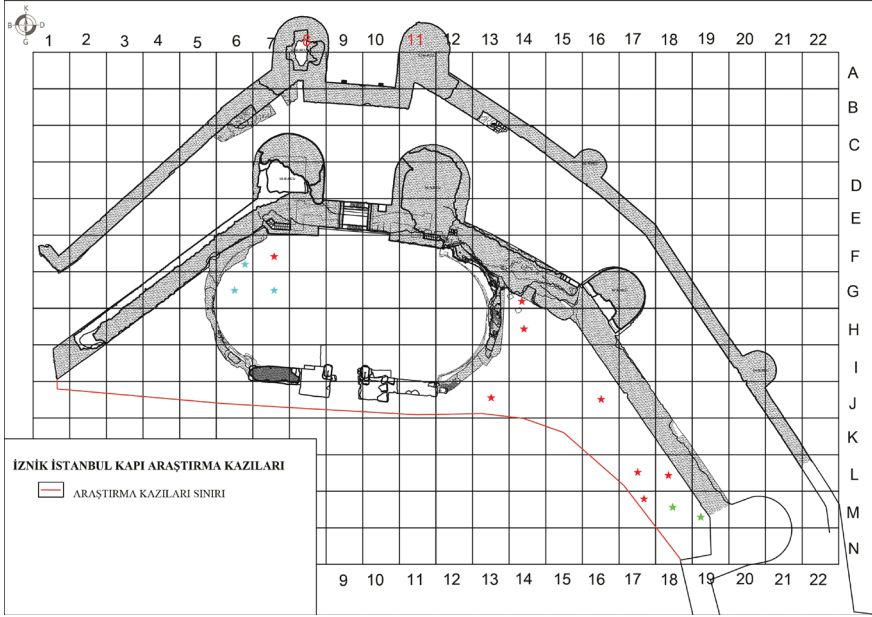 K
B D
G
1 2 3 4 5 6 7 8 9 10 11 12 13 14 15 16 17 18 19 20 21 22
A
B
C
D
E
F
G
H
I
J
K
L
M
N
İZNİK İSTANBUL KAPI ARAŞTIRMA KAZILARI
ARAŞTIRMA KAZILARI SINIRI
9 10 11 12 13 14 15 16 17 18 19 20 21 22